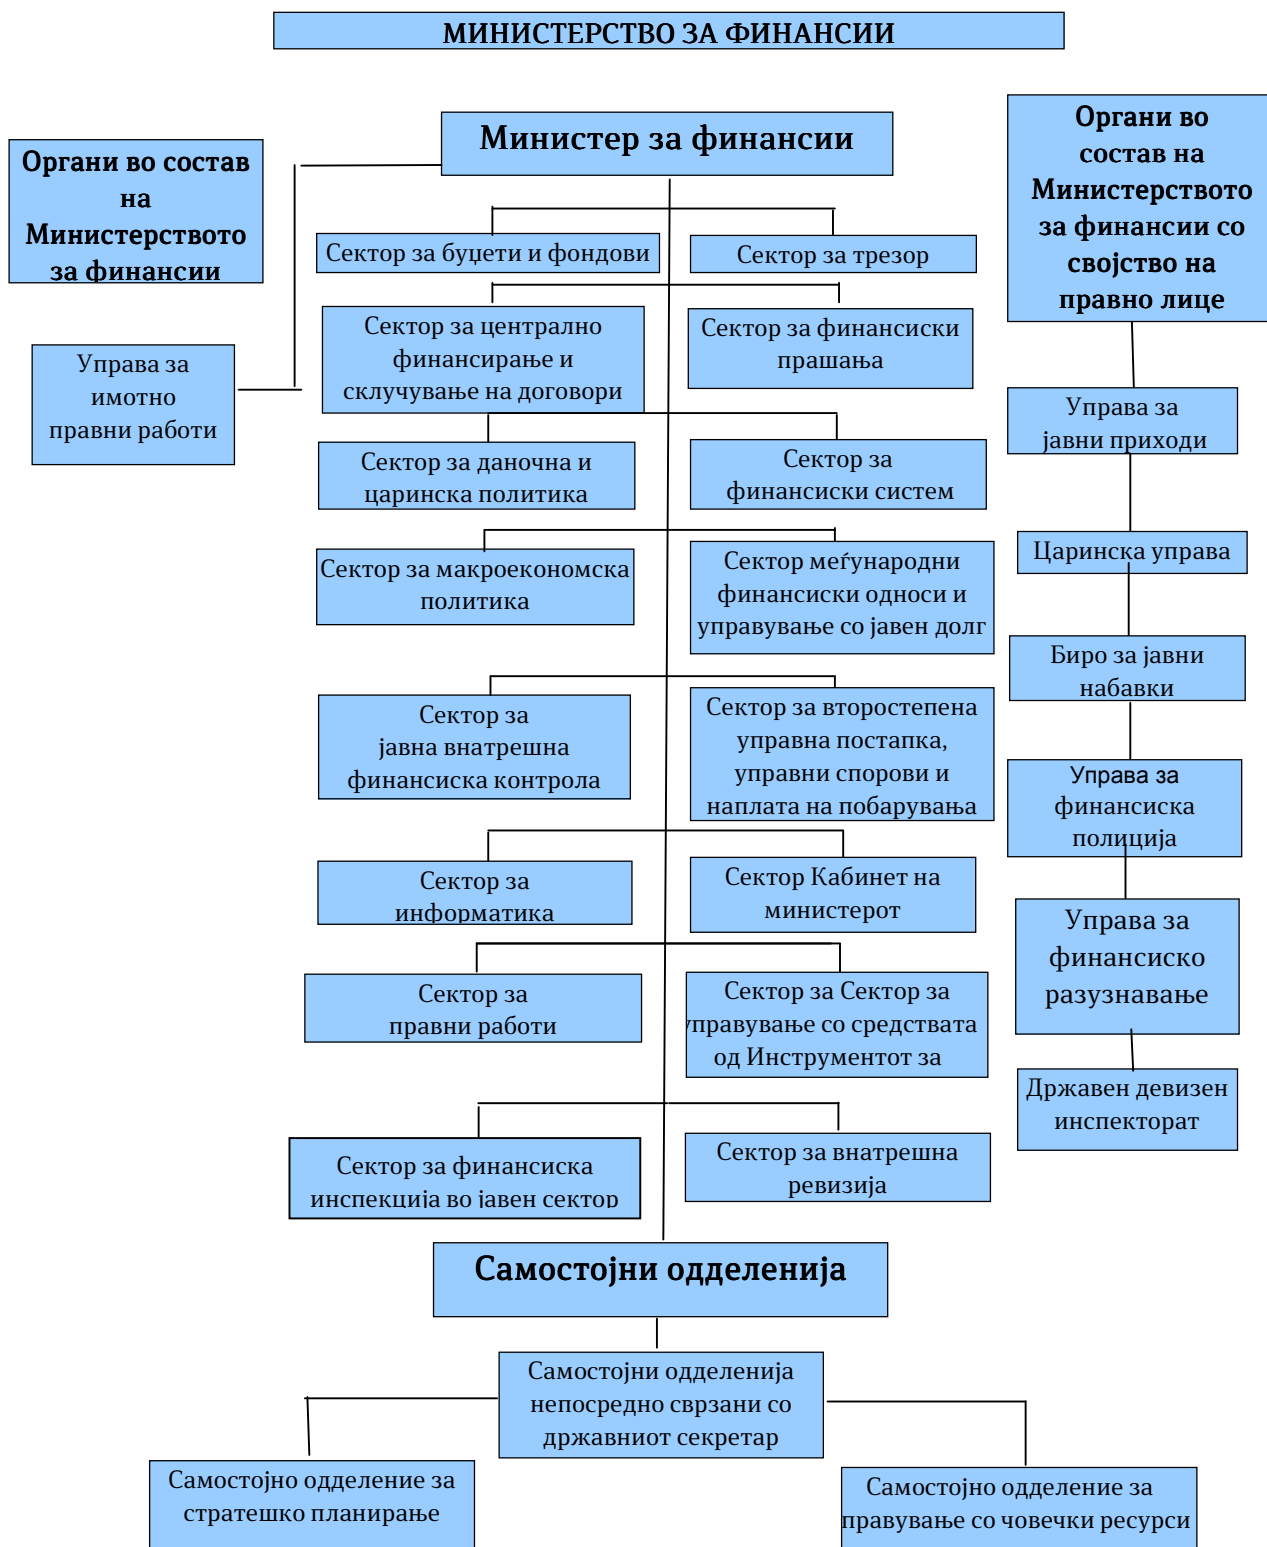 МИНИСТЕРСТВО ЗА ФИНАНСИИ
Органи во состав
на
Министерството
за финансии
Министер за финансии
Органи во
состав на
Министерството
за финансии со
својство на
правно лице
Сектор за буџети и фондови
Сектор за трезор
Сектор за централно
финансирање и
склучување на договори
Сектор за финансиски
прашања
Управа за
имотно
правни работи
Управа за
јавни приходи
Сектор за даночна и
царинска политика
Сектор за
финансиски систем
Царинска управа
Сектор за макроекономска
политика
Сектор меѓународни
финансиски односи и
управување со јавен долг
Биро за јавни
набавки
Сектор за
јавна внатрешна
финансиска контрола
Сектор за второстепена
управна постапка,
управни спорови и
наплата на побарувања
Управа за
финансиска
полиција
Сектор за
информатика
Сектор Кабинет на
министерот
Управа за
финансиско
разузнавање
Сектор за
правни работи
Сектор за Сектор за
управување со средствата
од Инструментот за
Државен девизен
инспекторат
Сектор за финансиска
инспекција во јавен сектор
Сектор за внатрешна
ревизија
Самостојни одделенија
Самостојни одделенија
непосредно сврзани со
државниот секретар
Самостојно одделение за
стратешко планирање
Самостојно одделение за
правување со човечки ресурси